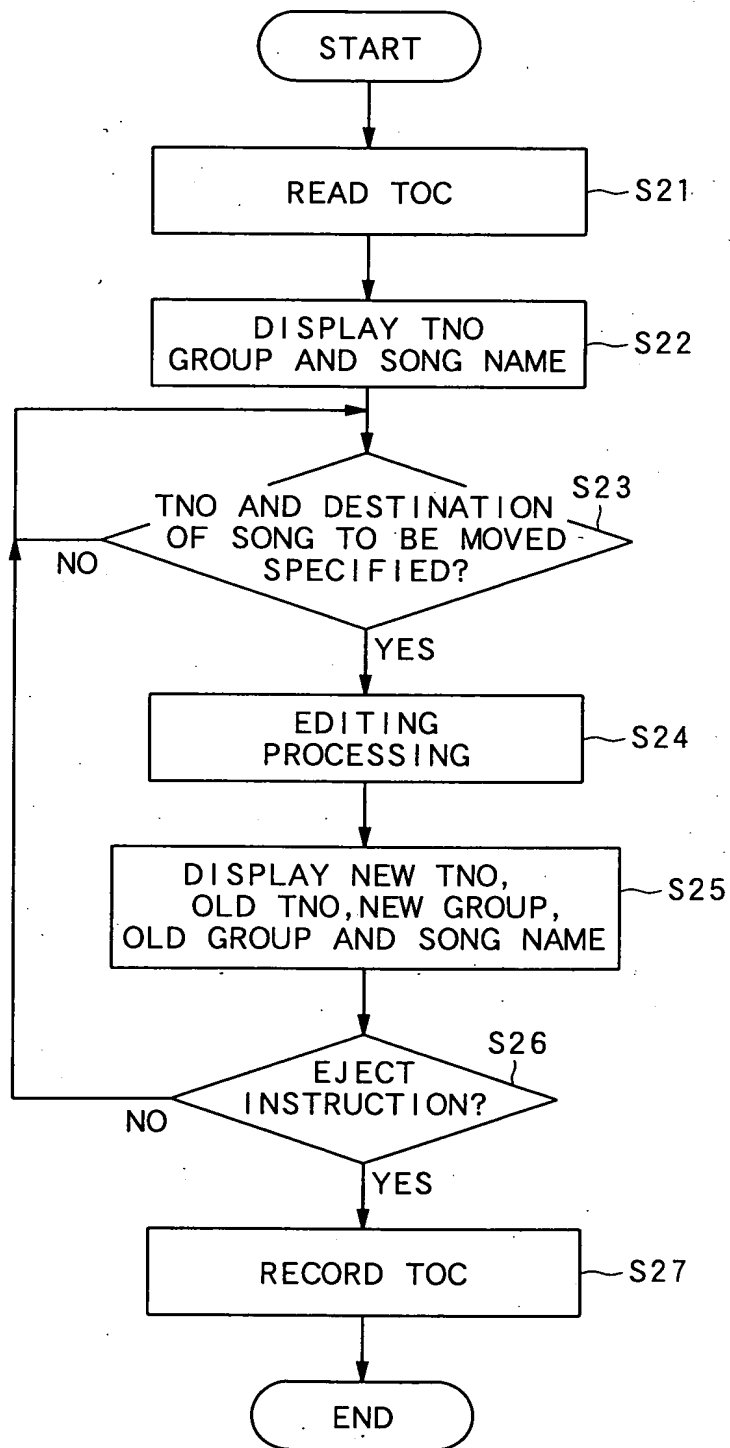 START
READ TOC
S21
DISPLAY TNO
GROUP AND SONG NAME
S22
TNO AND DESTINATION
OF SONG TO BE MOVED
SPECIFIED?
S23
NO
YES
EDITING
PROCESSING
S24
DISPLAY NEW TNO,
OLD TNO, NEW GROUP,
OLD GROUP AND SONG NAME
S25
EJECT
INSTRUCTION?
S26
NO
YES
RECORD TOC
S27
END